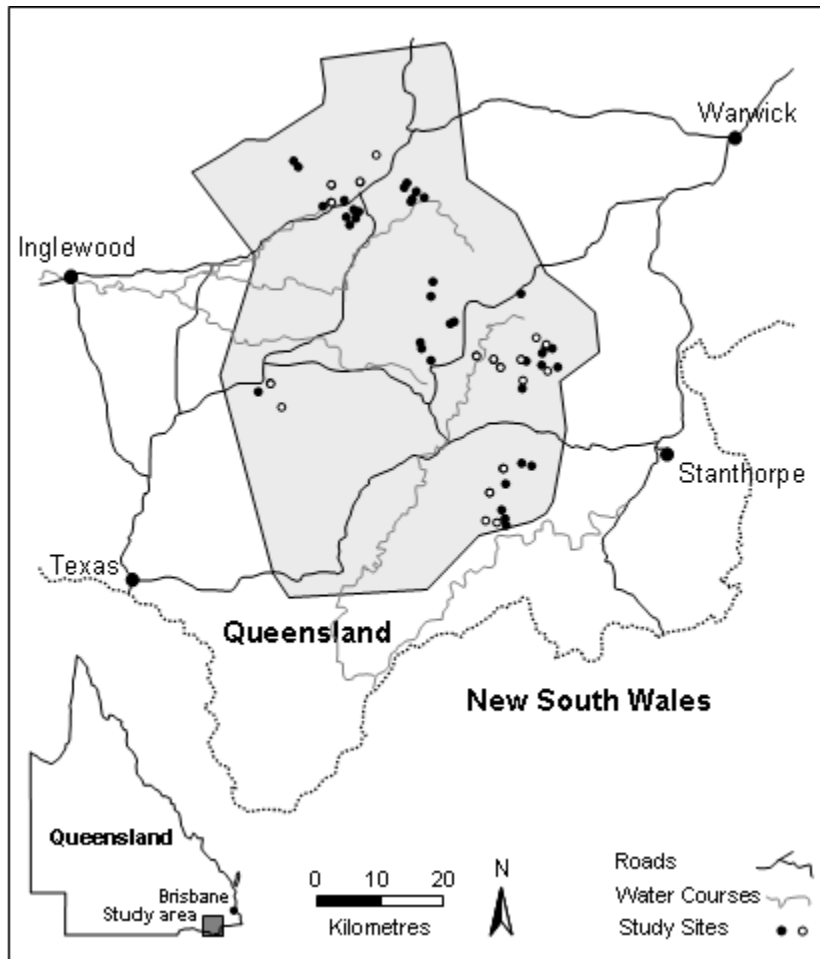 Warwick
Inglewood
Stanthorpe
Texas
Queensland
New South Wales
Queensland
Brisbane
Study area
0 10 20
Kilometres
N
Roads
Water Courses
Study Sites